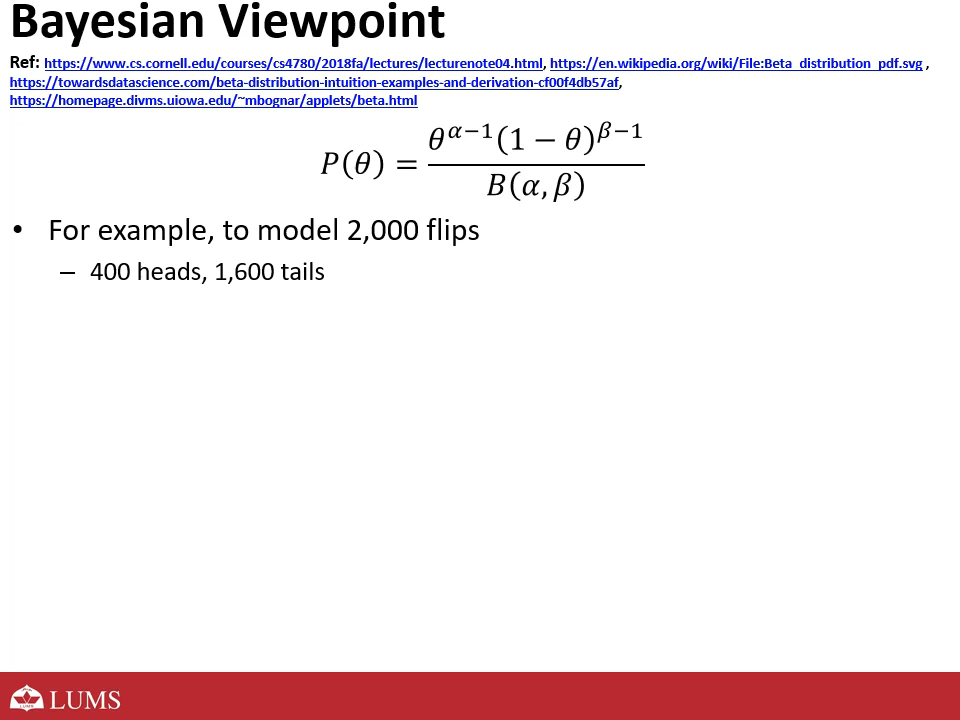 Bayesian Viewpoint
Ref: https://www.cs.cornell.edu/courses/cs4780/2018fa/lectures/lecturenote04.html, https://en.wikipedia.org/wiki/File:Beta_distribution_pdf.svg ,
https://towardsdatascience.com/beta-distribution-intuition-examples-and-derivation-cf00f4db57af,
https://homepage.divms.uiowa.edu/~mbognar/applets/beta.html
P(θ) = θ^{α−1}(1 − θ)^{β−1} / B(α, β)
• For example, to model 2,000 flips
– 400 heads, 1,600 tails
LUMS